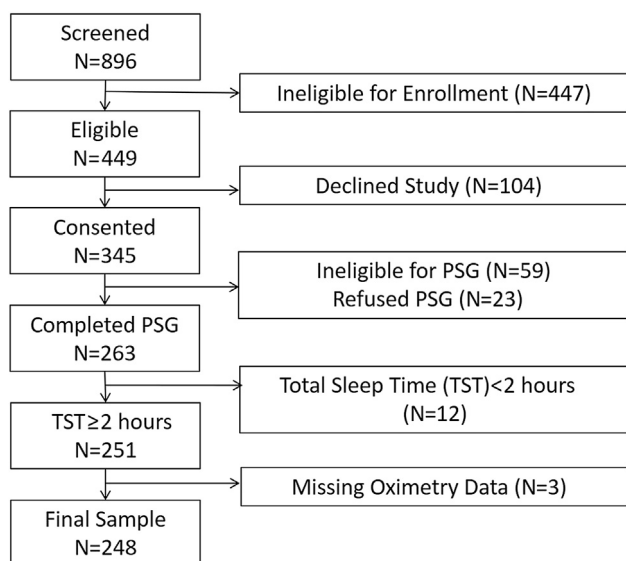 Screened
N=896
Ineligible for Enrollment (N=447)
Eligible
N=449
Declined Study (N=104)
Consented
N=345
Ineligible for PSG (N=59)
Refused PSG (N=23)
Completed PSG
N=263
Total Sleep Time (TST)<2 hours
(N=12)
TST≥2 hours
N=251
Missing Oximetry Data (N=3)
Final Sample
N=248